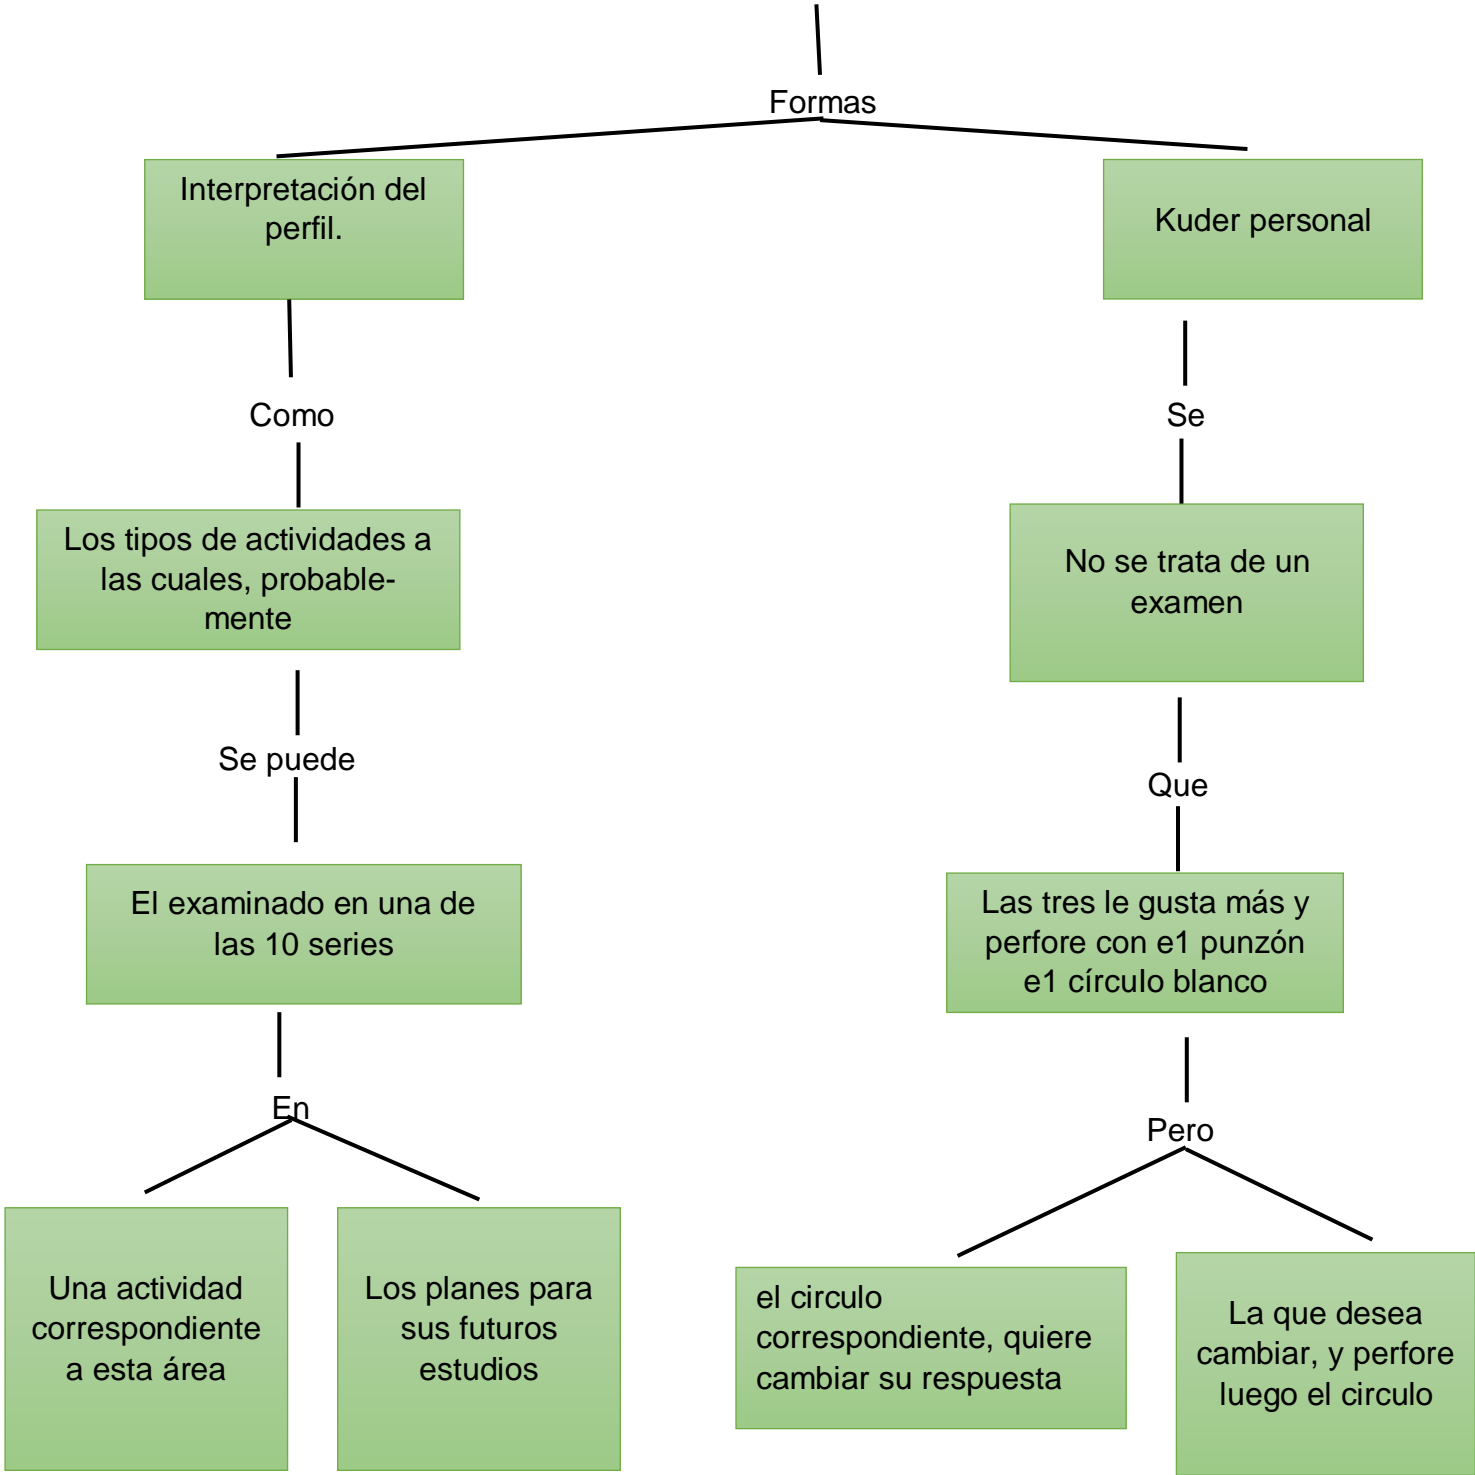 Formas
Interpretación del
perfil.
Kuder personal
Como
Se
Los tipos de actividades a
las cuales, probable-
mente
No se trata de un
examen
Se puede
Que
El examinado en una de
las 10 series
Las tres le gusta más y
perfore con e1 punzón
e1 círculo blanco
En
Pero
Una actividad
correspondiente
a esta área
Los planes para
sus futuros
estudios
el circulo
correspondiente, quiere
cambiar su respuesta
La que desea
cambiar, y perfore
luego el circulo